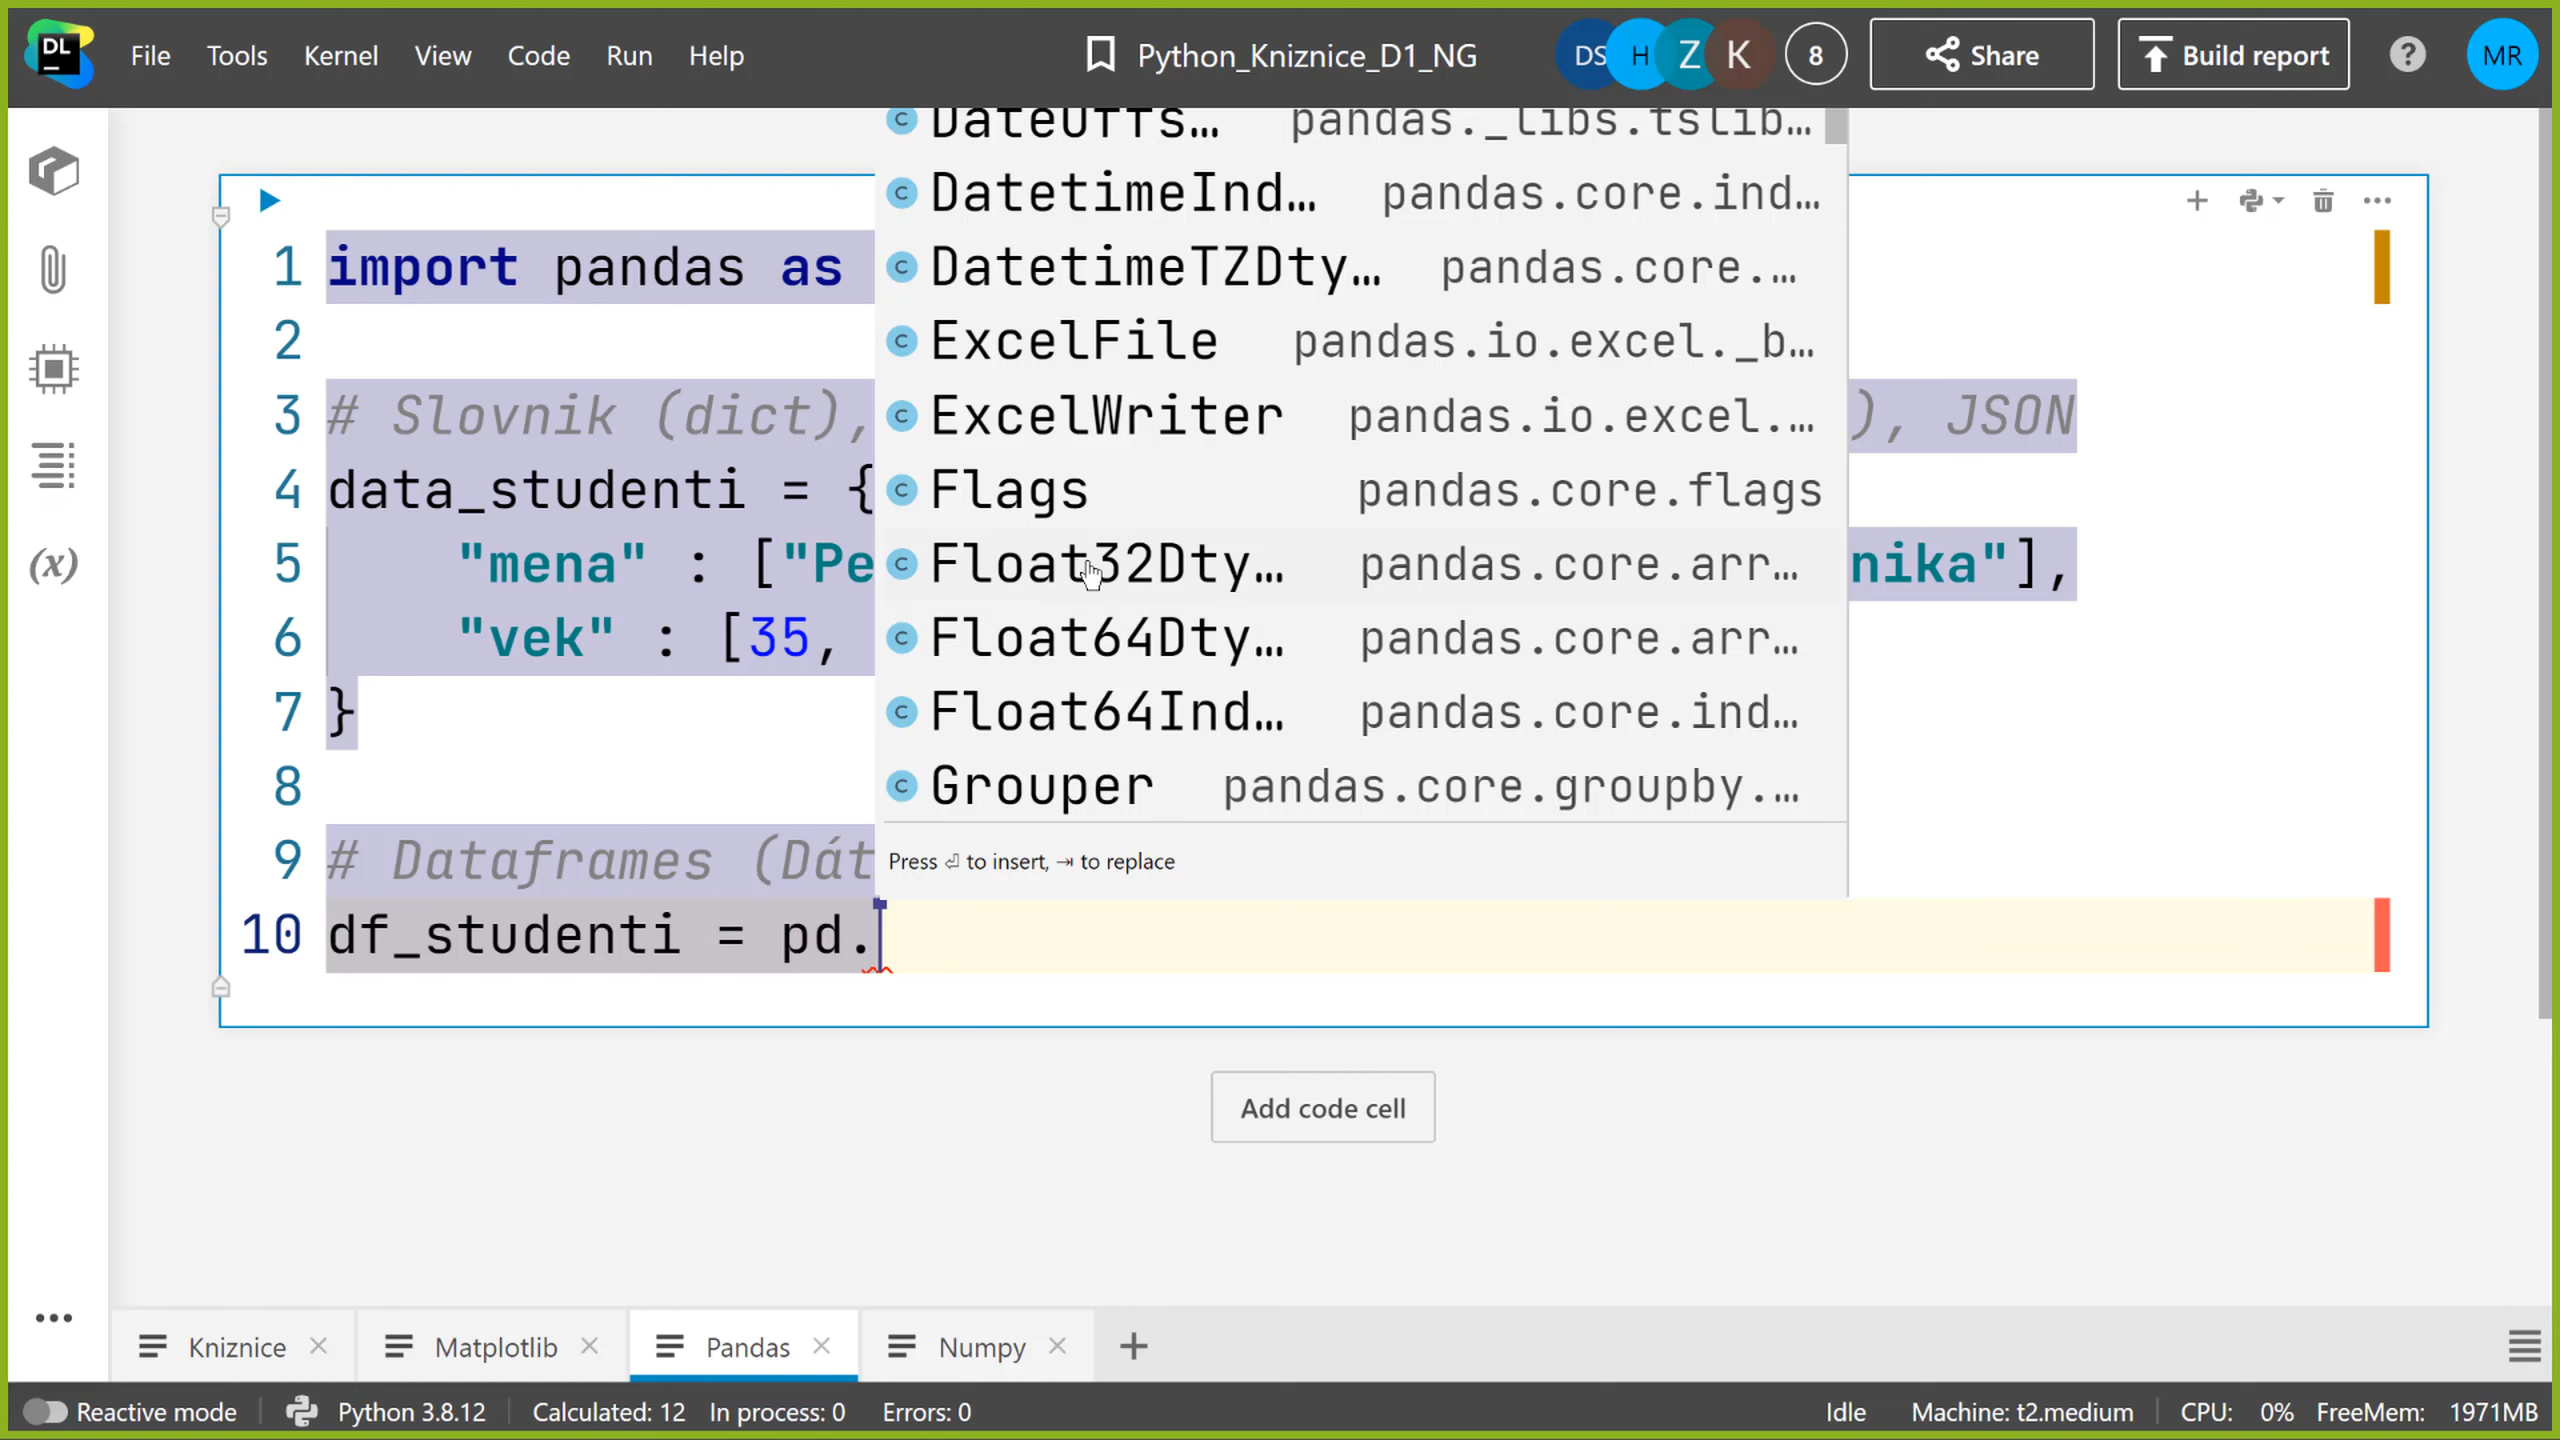 DL
File Tools Kernel View Code Run Help
Python_Kniznice_D1_NG
DS H Z K 8 Share Build report ? MR
DateOffs… pandas._libs.tslib…
c DatetimeInd… pandas.core.ind…
1 import pandas as c DatetimeTZDty… pandas.core.…
2 c ExcelFile pandas.io.excel._b…
3 # Slovnik (dict), c ExcelWriter pandas.io.excel.… ), JSON
4 data_studenti = { c Flags pandas.core.flags
5 "mena" : ["Pe c Float32Dty… pandas.core.arr… nika"],
6 "vek" : [35, c Float64Dty… pandas.core.arr…
7 } c Float64Ind… pandas.core.ind…
8 c Grouper pandas.core.groupby.…
9 # Dataframes (Dát Press ⏎ to insert, ⇥ to replace
10 df_studenti = pd.
(x)
Add code cell
Kniznice Matplotlib Pandas Numpy
Reactive mode Python 3.8.12 Calculated: 12 In process: 0 Errors: 0 Idle Machine: t2.medium CPU: 0% FreeMem: 1971MB